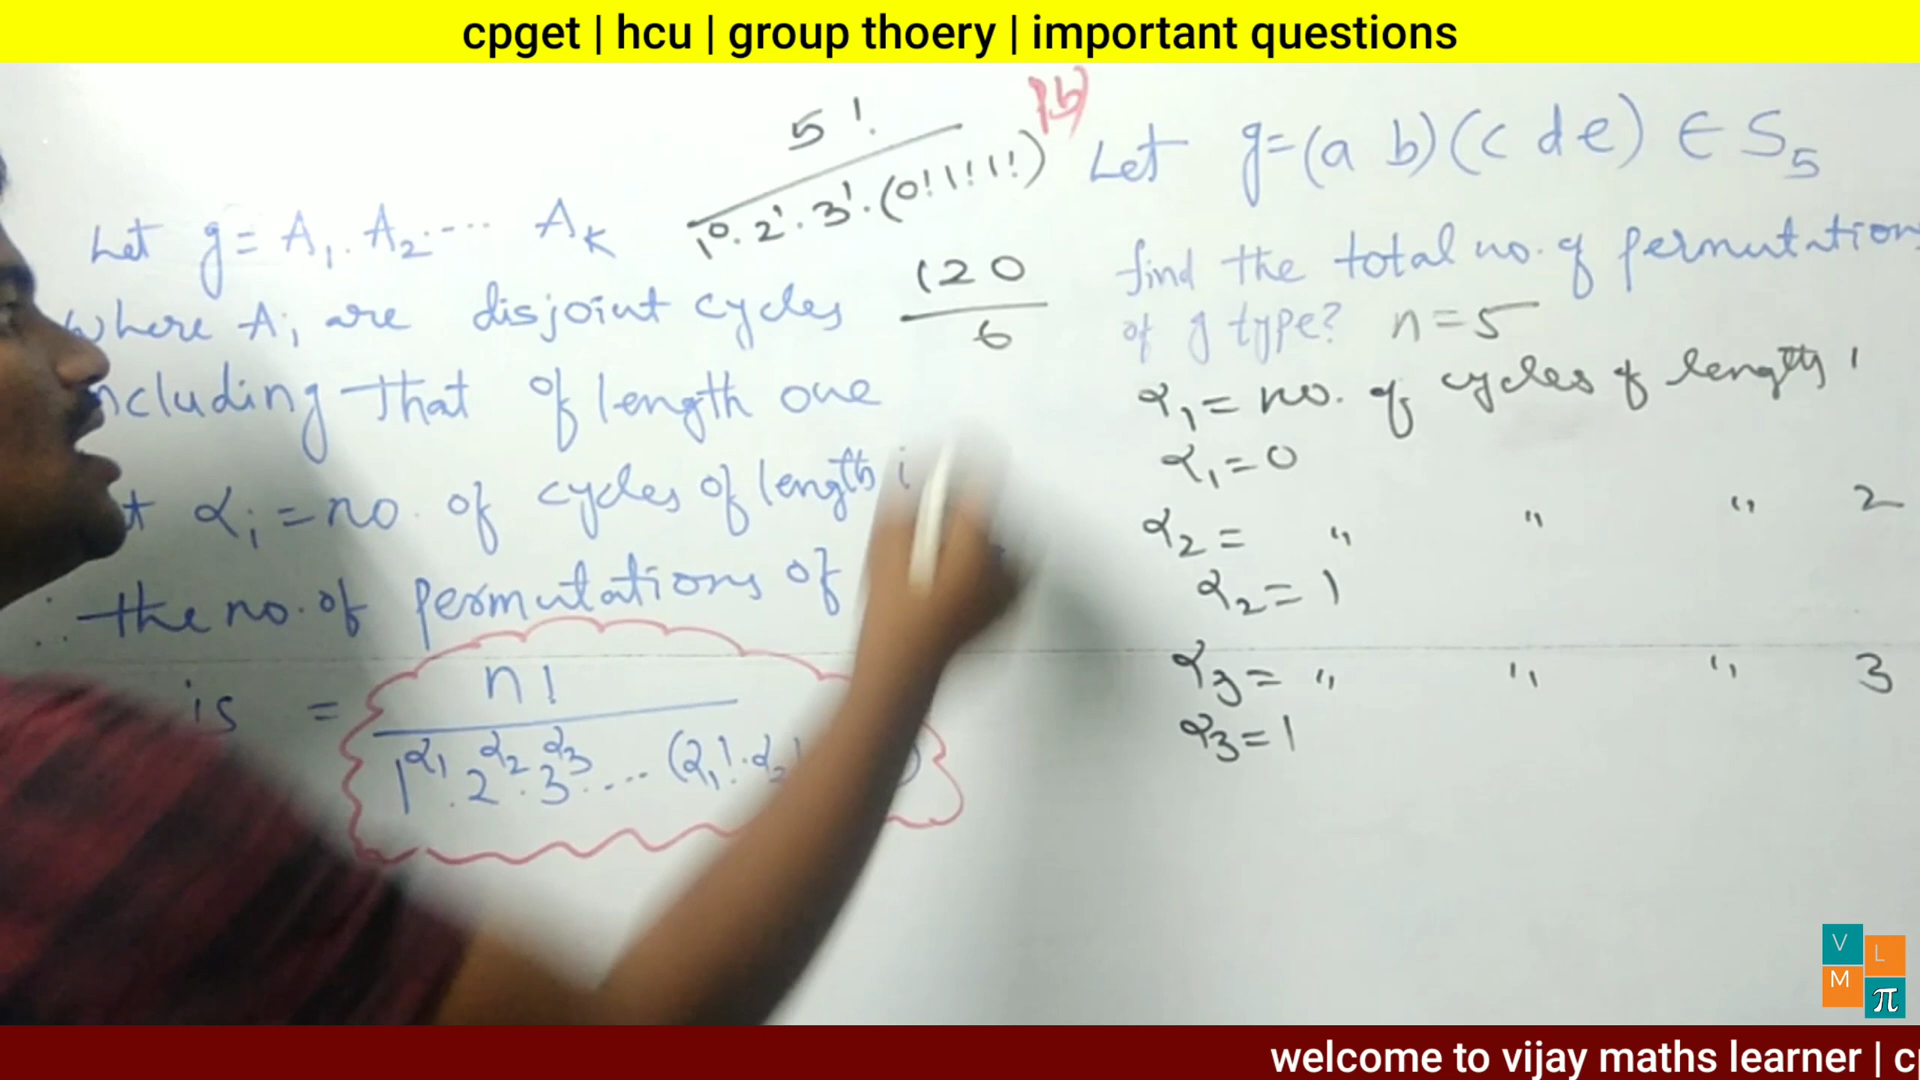 cpget | hcu | group thoery | important questions
5!
1⁰. 2¹. 3¹. (0! 1! 1!)
120
6
Let g = A₁. A₂. ... Aₖ
where Aᵢ are disjoint cycles
including that of length one
αᵢ = no. of cycles of length i
∴ the no. of permutations of
is = n!
1^α₁. 2^α₂. 3^α₃. ... (α₁!. α₂!
Let g = (a b)(c d e) ∈ S₅
find the total no. of permutations
of g type? n = 5
α₁ = no. of cycles of length 1
α₁ = 0
α₂ = " " " 2
α₂ = 1
α₃ = " " " 3
α₃ = 1
V L
M π
welcome to vijay maths learner | c